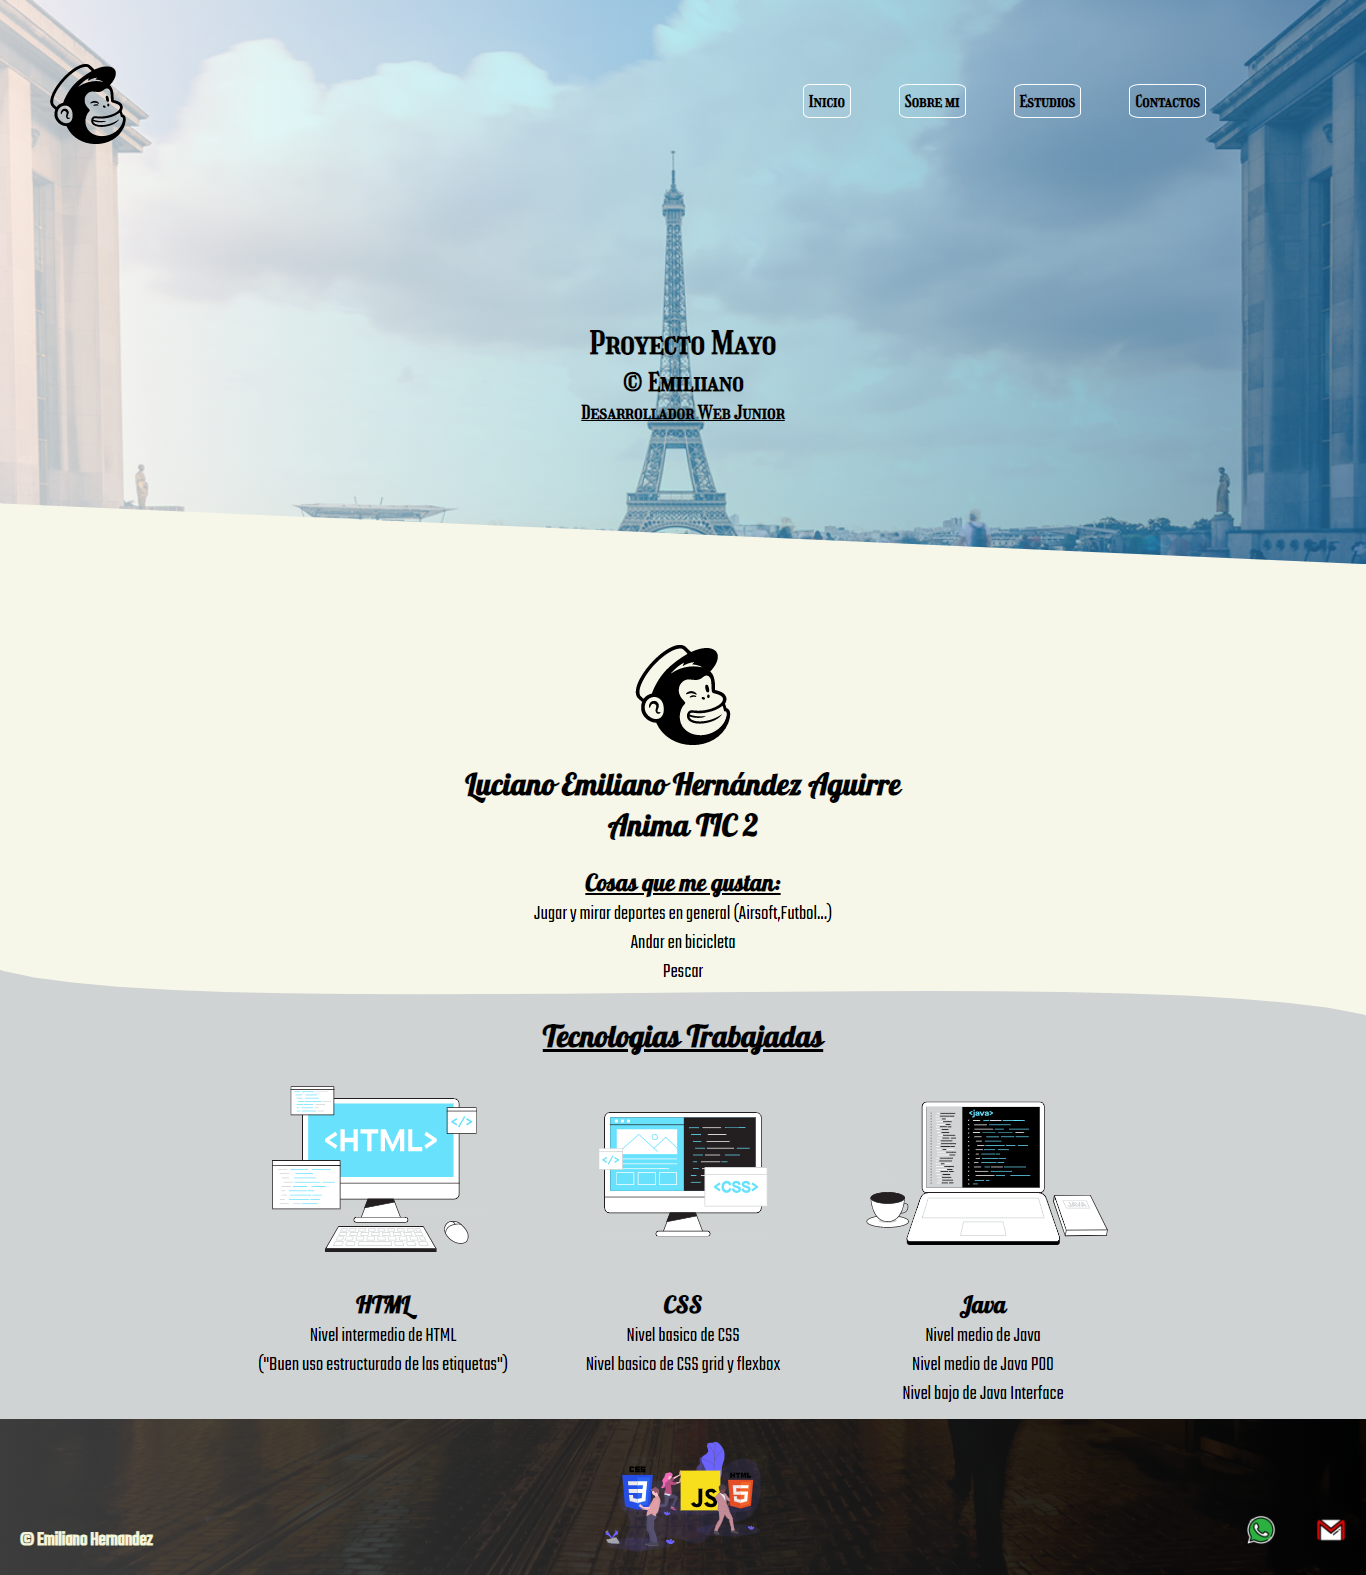 Inicio
Sobre mi
Estudios
Contactos
Proyecto Mayo
© Emiliiano
Desarrollador Web Junior
Luciano Emiliano Hernández Aguirre
Anima TIC 2
Cosas que me gustan:
Jugar y mirar deportes en general (Airsoft,Futbol...)
Andar en bicicleta
Pescar
Tecnologias Trabajadas
<HTML>
</>
</>
<CSS>
<java>
JAVA
HTML
Nivel intermedio de HTML
("Buen uso estructurado de las etiquetas")
CSS
Nivel basico de CSS
Nivel basico de CSS grid y flexbox
Java
Nivel medio de Java
Nivel medio de Java POO
Nivel bajo de Java Interface
CSS
3
JS
HTML
5
© Emiliano Hernandez